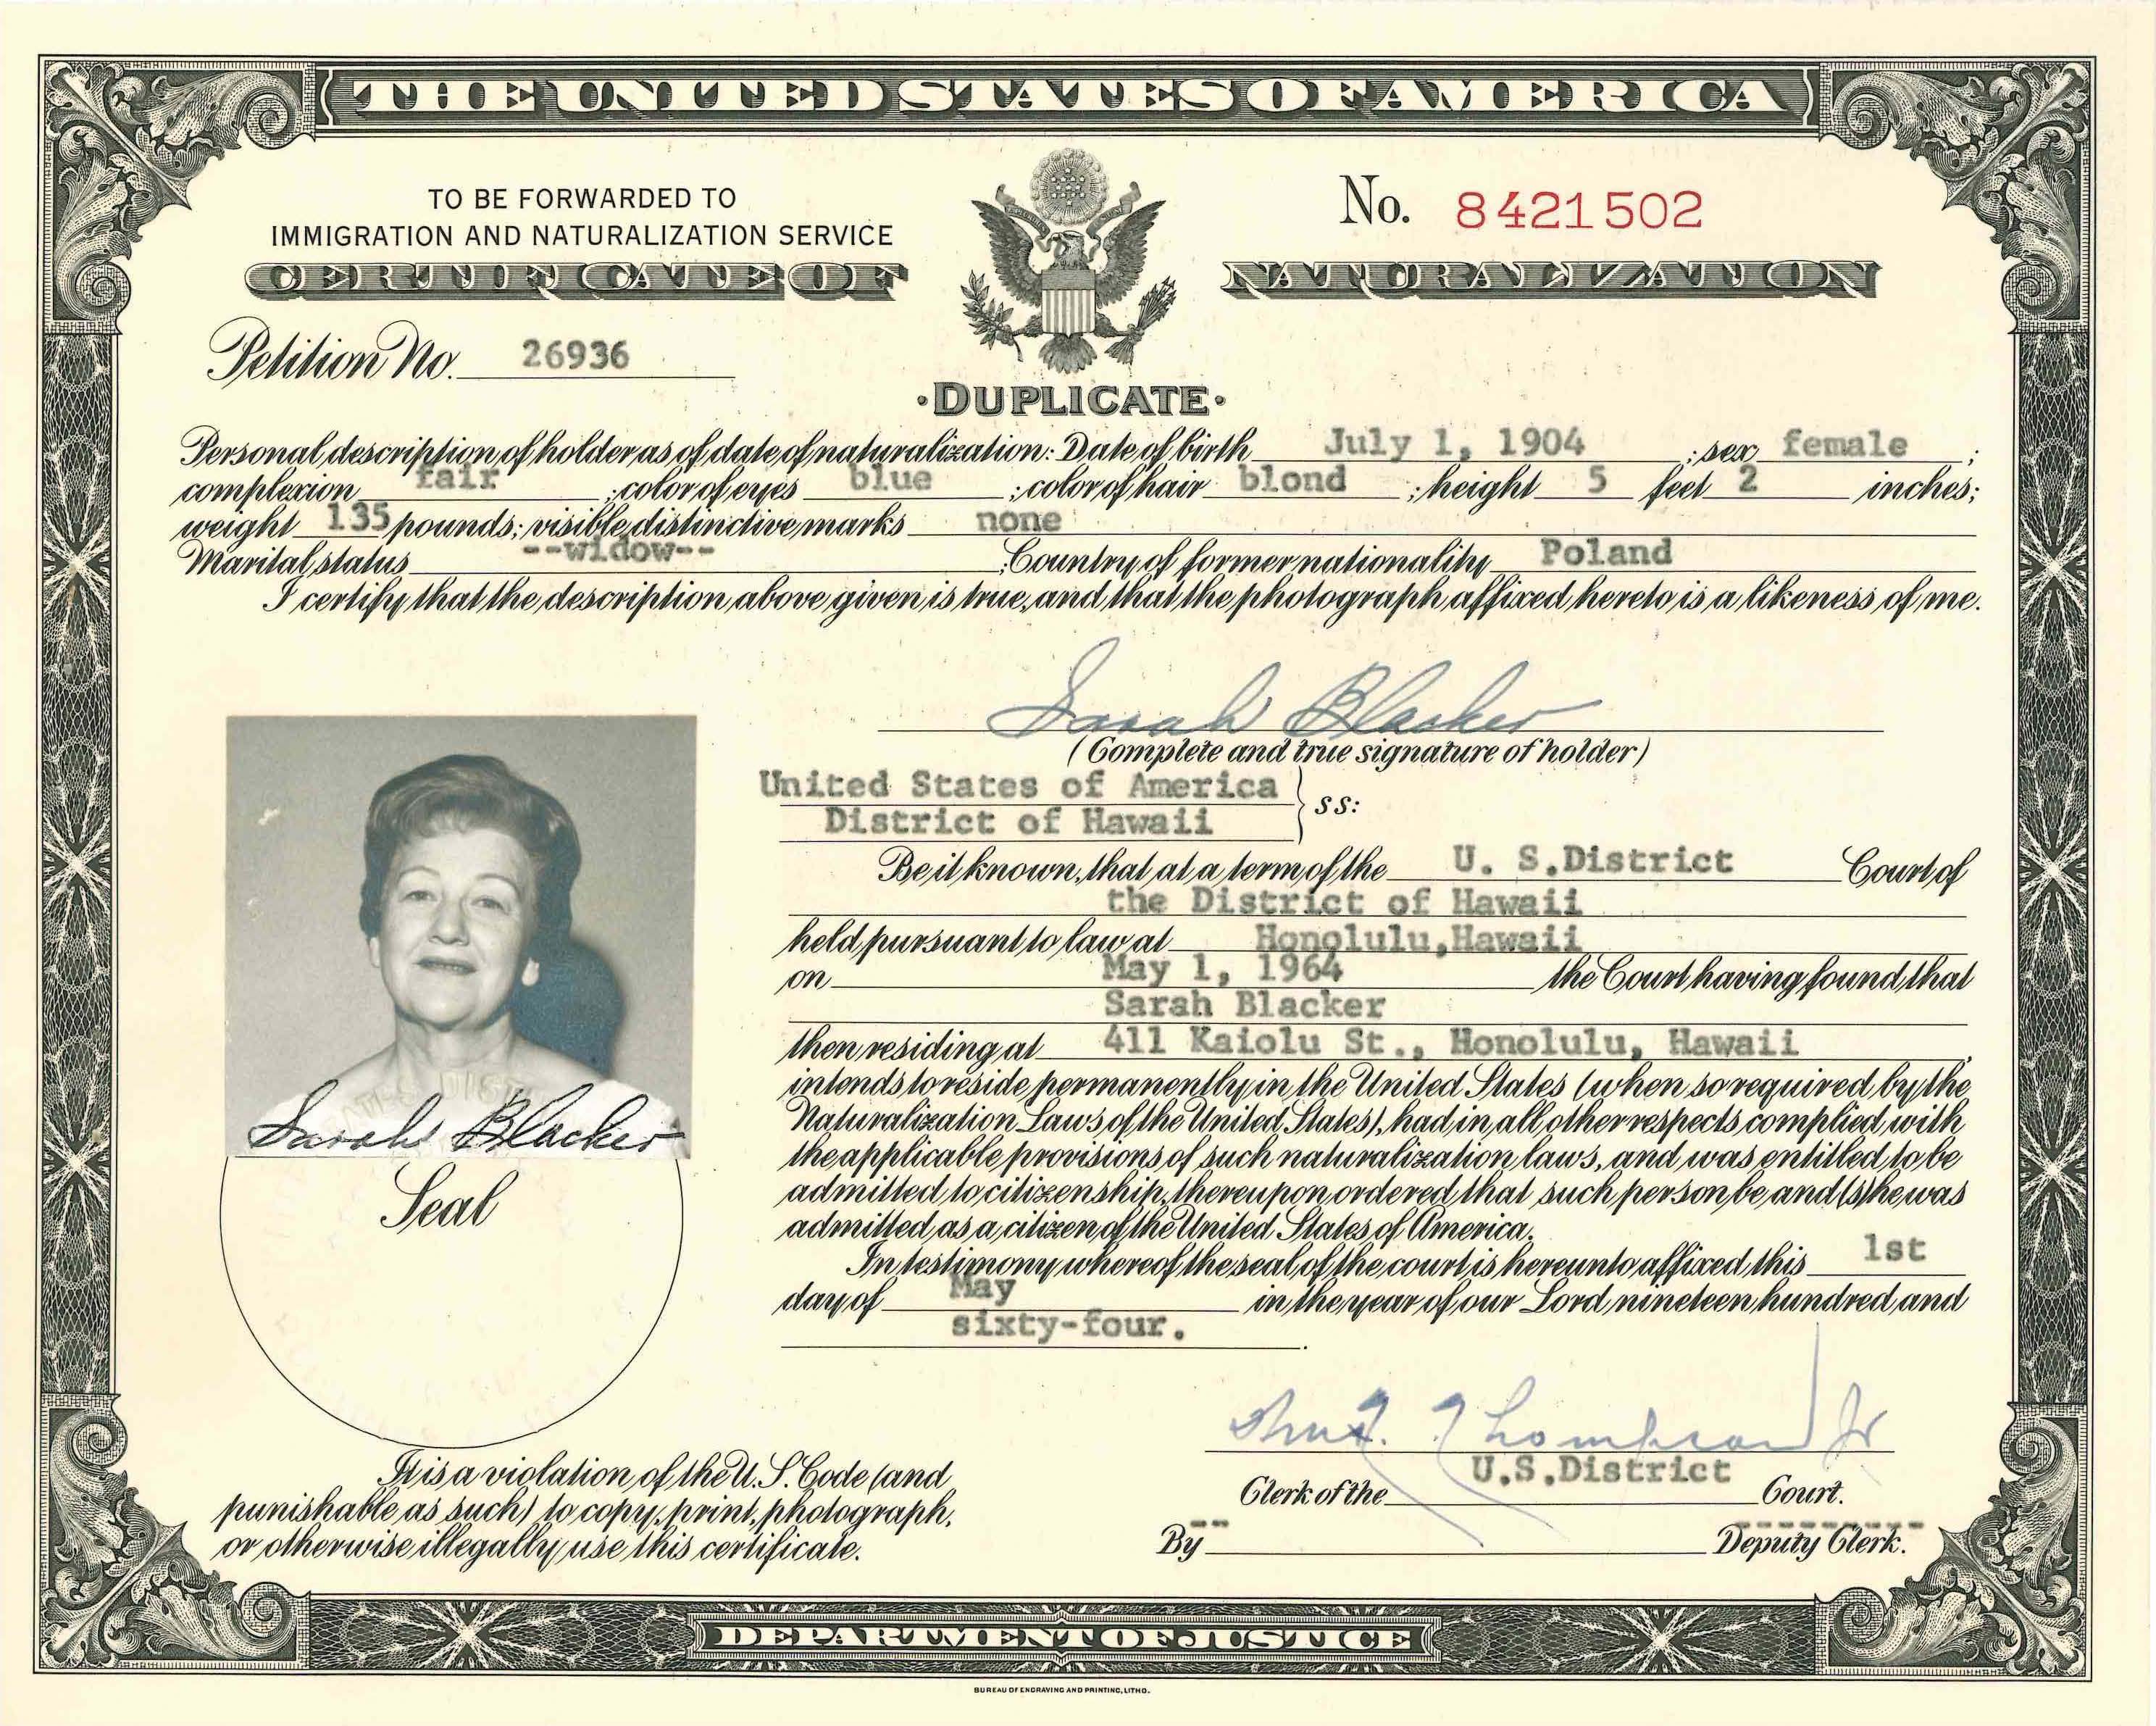 THE UNITED STATES OF AMERICA
TO BE FORWARDED TO
IMMIGRATION AND NATURALIZATION SERVICE
No. 8421502
CERTIFICATE OF NATURALIZATION
Petition No. 26936
·DUPLICATE·
Personal description of holder as of date of naturalization: Date of birth July 1, 1904 ; sex female ;
complexion fair ; color of eyes blue ; color of hair blond ; height 5 feet 2 inches;
weight 135 pounds; visible distinctive marks none
Marital status --widow-- ; Country of former nationality Poland
I certify that the description above given is true, and that the photograph affixed hereto is a likeness of me.
Sarah Blacker
(Complete and true signature of holder)
United States of America
District of Hawaii } ss:
Be it known, that at a term of the U. S. District Court of
the District of Hawaii
held pursuant to law at Honolulu, Hawaii
on May 1, 1964 the Court having found that
Sarah Blacker
then residing at 411 Kaiolu St., Honolulu, Hawaii ,
intends to reside permanently in the United States (when so required by the
Naturalization Laws of the United States), had in all other respects complied with
the applicable provisions of such naturalization laws, and was entitled to be
admitted to citizenship, thereupon ordered that such person be and (s)he was
admitted as a citizen of the United States of America.
In testimony whereof the seal of the court is hereunto affixed this 1st
day of May in the year of our Lord nineteen hundred and
sixty-four. .
ATES DIST
Sarah Blacker
Seal
It is a violation of the U. S. Code (and
punishable as such) to copy, print, photograph,
or otherwise illegally use this certificate.
Thompson Jr
Clerk of the U.S. District Court.
By -- Deputy Clerk.
DEPARTMENT OF JUSTICE
BUREAU OF ENGRAVING AND PRINTING, LITHO.